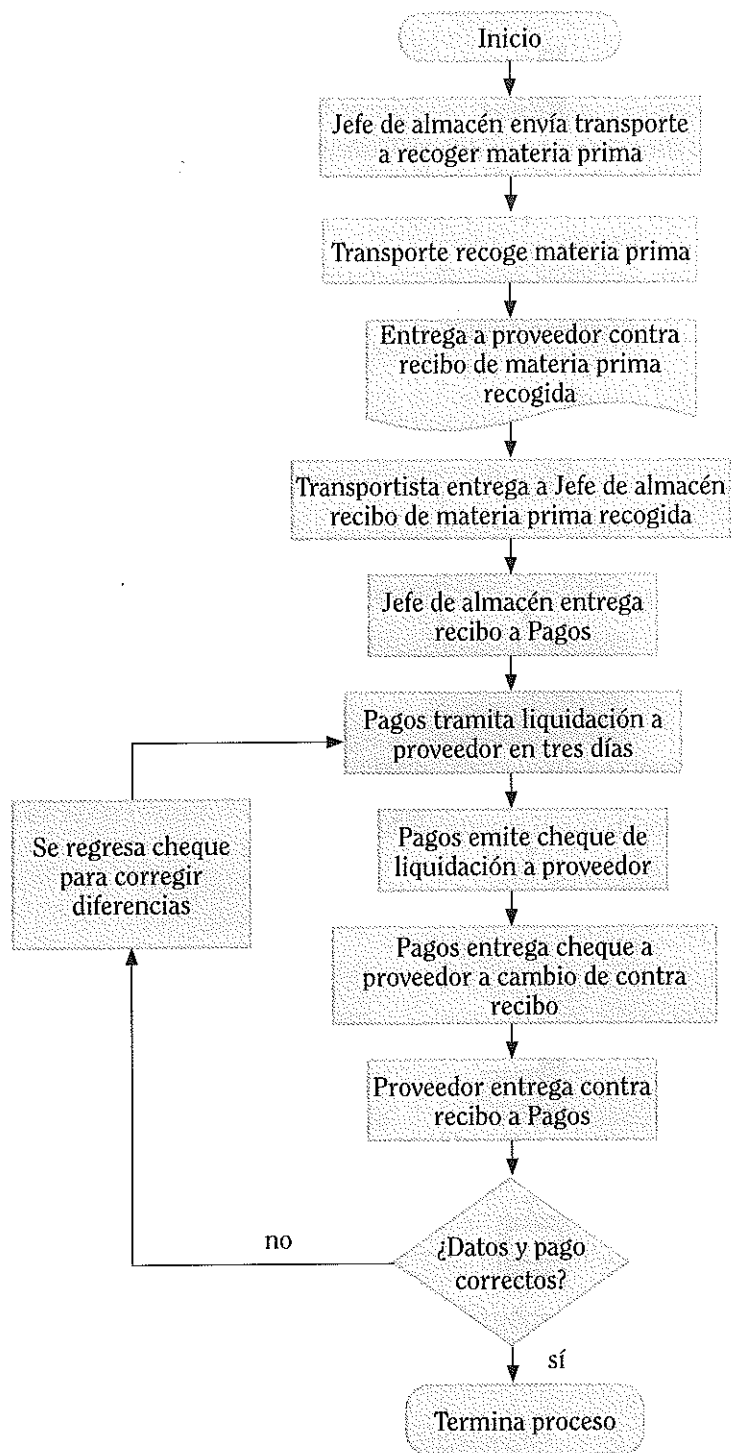 Inicio
Jefe de almacén envía transporte
a recoger materia prima
Transporte recoge materia prima
Entrega a proveedor contra
recibo de materia prima
recogida
Transportista entrega a Jefe de almacén
recibo de materia prima recogida
Jefe de almacén entrega
recibo a Pagos
Pagos tramita liquidación a
proveedor en tres días
Se regresa cheque
para corregir
diferencias
Pagos emite cheque de
liquidación a proveedor
Pagos entrega cheque a
proveedor a cambio de contra
recibo
Proveedor entrega contra
recibo a Pagos
no
¿Datos y pago
correctos?
sí
Termina proceso